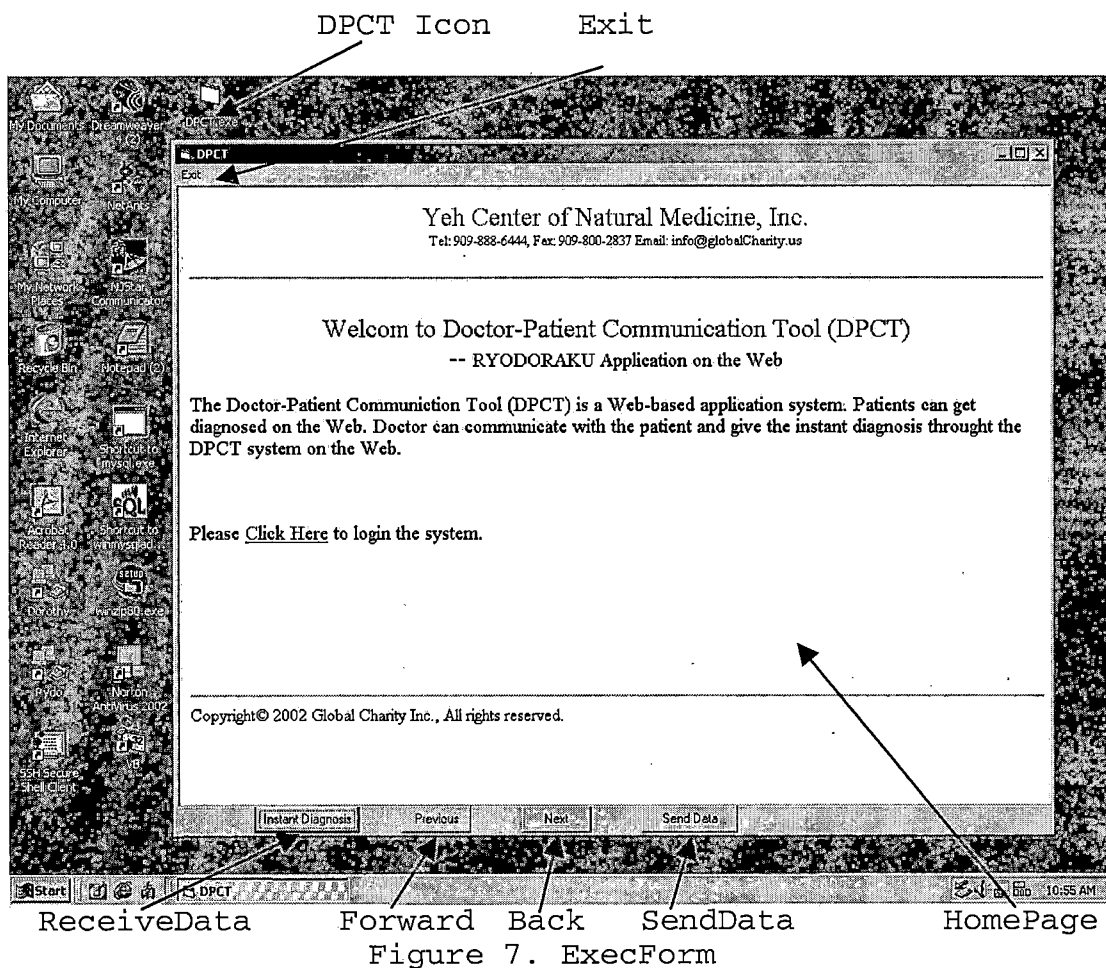 DPCT Icon Exit
My Documents Dreamweaver (2) DPCT.exe
DPCT
Exit
My Computer NetAnts
Yeh Center of Natural Medicine, Inc.
Tel: 909-888-6444, Fax: 909-800-2837 Email: info@globalCharity.us
My Network Places NJStar Communicator
Welcom to Doctor-Patient Communication Tool (DPCT)
-- RYODORAKU Application on the Web
Recycle Bin Notepad (2)
The Doctor-Patient Communiction Tool (DPCT) is a Web-based application system. Patients can get
diagnosed on the Web. Doctor can communicate with the patient and give the instant diagnosis throught the
DPCT system on the Web.
Internet Explorer Shortcut to mysql.exe
Acrobat Reader Shortcut to
Please Click Here to login the system.
Dorothy winzip80.exe
Norton AntiVirus 2002
Copyright© 2002 Global Charity Inc., All rights reserved.
SSH Secure Shell Client
Instant Diagnosis Previous Next Send Data
Start DPCT 10:55 AM
ReceiveData Forward Back SendData HomePage
Figure 7. ExecForm